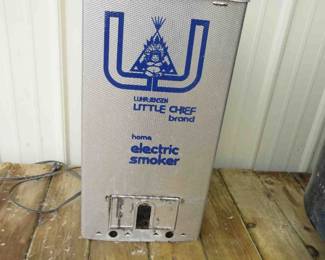 LUHR JENSEN
LITTLE CHIEF
brand
home
electric
smoker